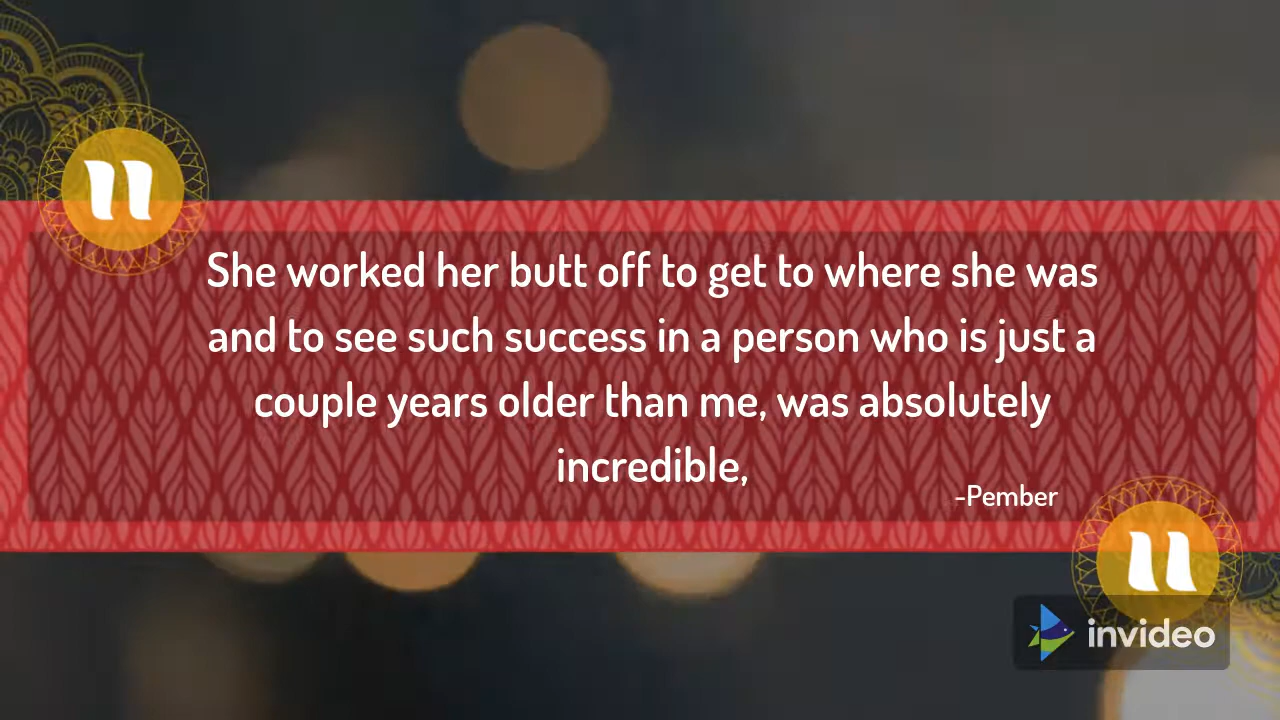 She worked her butt off to get to where she was
and to see such success in a person who is just a
couple years older than me, was absolutely
incredible,
-Pember
invideo